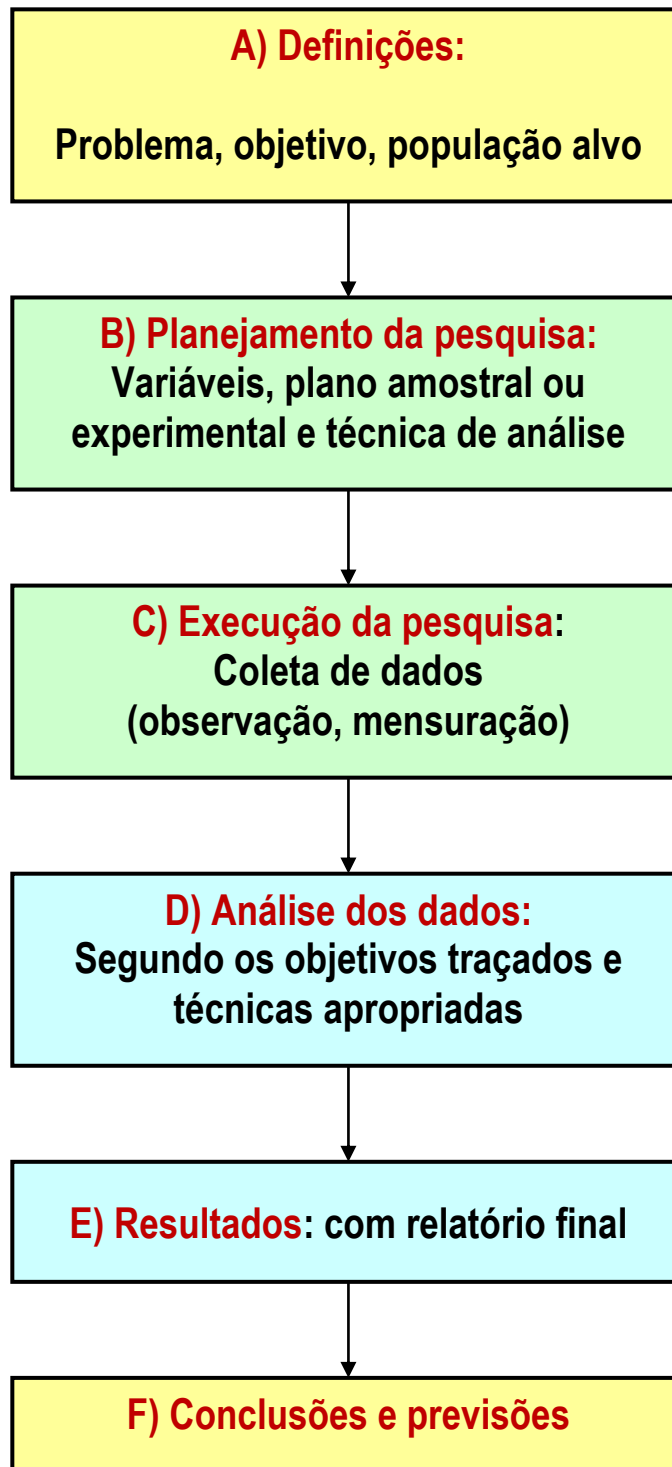 A) Definições:
Problema, objetivo, população alvo
B) Planejamento da pesquisa:
Variáveis, plano amostral ou
experimental e técnica de análise
C) Execução da pesquisa:
Coleta de dados
(observação, mensuração)
D) Análise dos dados:
Segundo os objetivos traçados e
técnicas apropriadas
E) Resultados: com relatório final
F) Conclusões e previsões